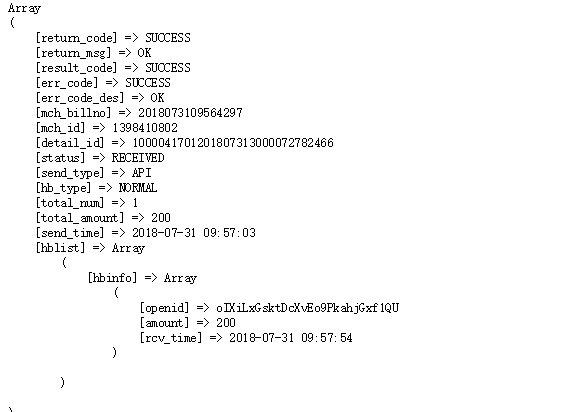 Array
(
    [return_code] => SUCCESS
    [return_msg] => OK
    [result_code] => SUCCESS
    [err_code] => SUCCESS
    [err_code_des] => OK
    [mch_billno] => 2018073109564297
    [mch_id] => 1398410802
    [detail_id] => 1000041701201807313000072782466
    [status] => RECEIVED
    [send_type] => API
    [hb_type] => NORMAL
    [total_num] => 1
    [total_amount] => 200
    [send_time] => 2018-07-31 09:57:03
    [hblist] => Array
        (
            [hbinfo] => Array
                (
                    [openid] => oIXiLxGsktDcXvEo9PkahjGxf1QU
                    [amount] => 200
                    [rcv_time] => 2018-07-31 09:57:54
                )
        )